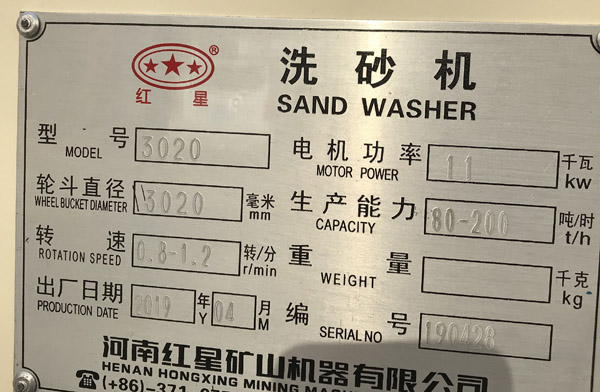 ®
红星
洗砂机
SAND WASHER
型号 3020
MODEL
电机功率 11 千瓦
MOTOR POWER kw
轮斗直径 3020 毫米
WHEEL BUCKET DIAMETER mm
生产能力 80-200 吨/时
CAPACITY t/h
转速 0.8-1.2 转/分
ROTATION SPEED r/min
重量 千克
WEIGHT kg
出厂日期 2019 年 04 月
PRODUCTION DATE Y M
编号 190428
SERIAL NO
河南红星矿山机器有限公司
HENAN HONGXING MINING
☎(+86)-371